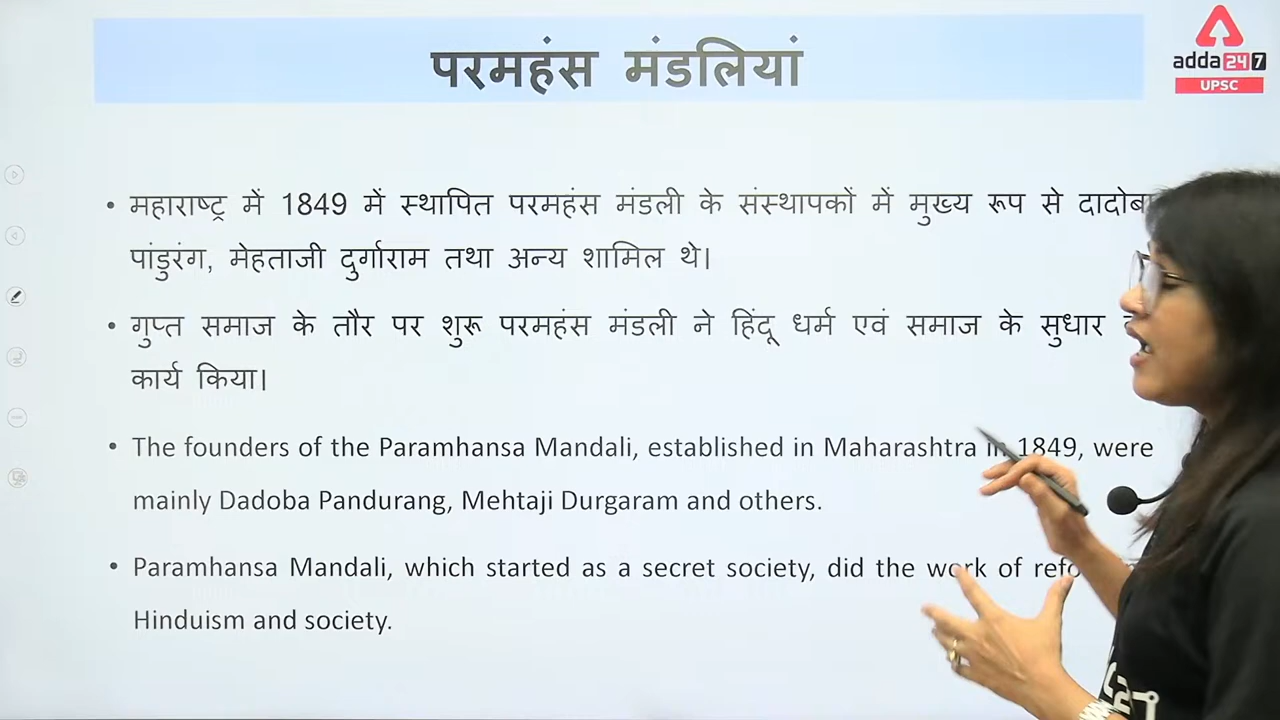 परमहंस मंडलियां
adda247
UPSC
• महाराष्ट्र में 1849 में स्थापित परमहंस मंडली के संस्थापकों में मुख्य रूप से दादोबा
पांडुरंग, मेहताजी दुर्गाराम तथा अन्य शामिल थे।
• गुप्त समाज के तौर पर शुरू परमहंस मंडली ने हिंदू धर्म एवं समाज के सुधार
कार्य किया।
• The founders of the Paramhansa Mandali, established in Maharashtra in 1849, were
mainly Dadoba Pandurang, Mehtaji Durgaram and others.
• Paramhansa Mandali, which started as a secret society, did the work of
Hinduism and society.